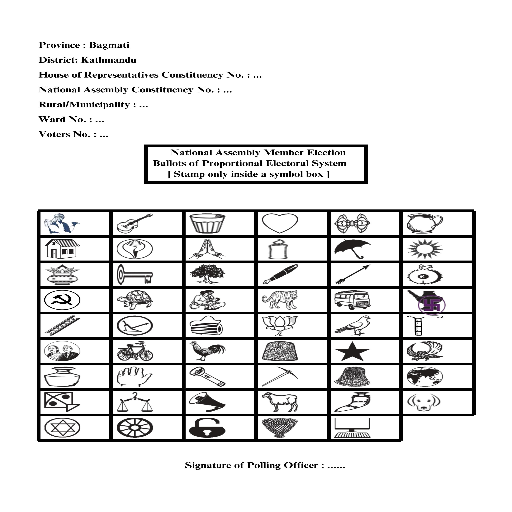 Province : Bagmati
District: Kathmandu
House of Representatives Constituency No. : ...
National Assembly Constituency No. : ...
Rural/Municipality : ...
Ward No. : ...
Voters No. : ...
National Assembly Member Election
Ballots of Proportional Electoral System
[ Stamp only inside a symbol box ]
Signature of Polling Officer : ......